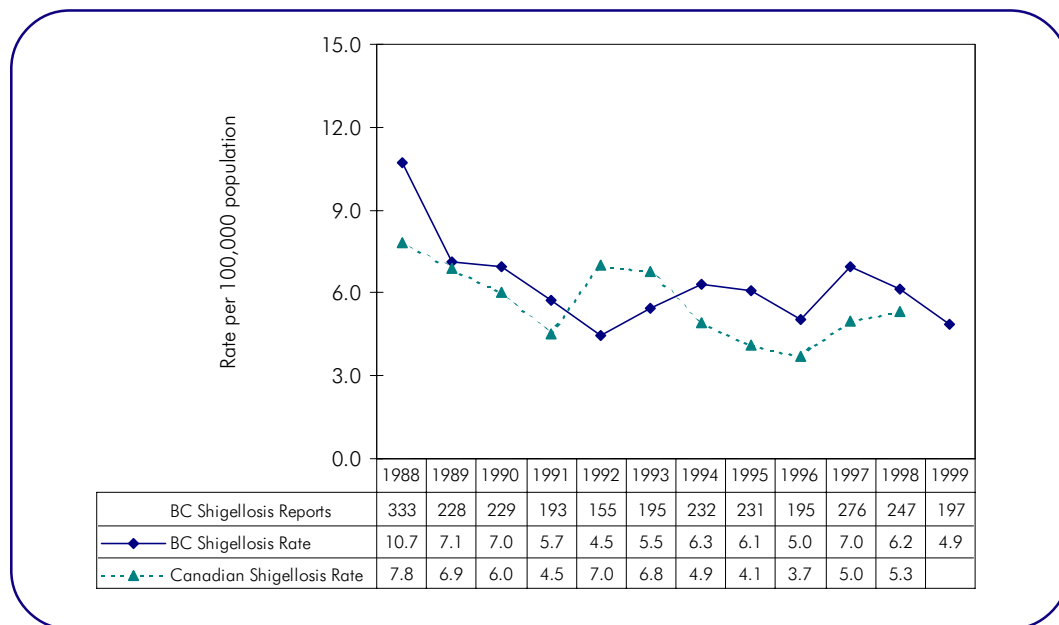 15.0
12.0
9.0
6.0
3.0
0.0
Rate per 100,000 population
1988 1989 1990 1991 1992 1993 1994 1995 1996 1997 1998 1999
BC Shigellosis Reports 333 228 229 193 155 195 232 231 195 276 247 197
BC Shigellosis Rate 10.7 7.1 7.0 5.7 4.5 5.5 6.3 6.1 5.0 7.0 6.2 4.9
Canadian Shigellosis Rate 7.8 6.9 6.0 4.5 7.0 6.8 4.9 4.1 3.7 5.0 5.3